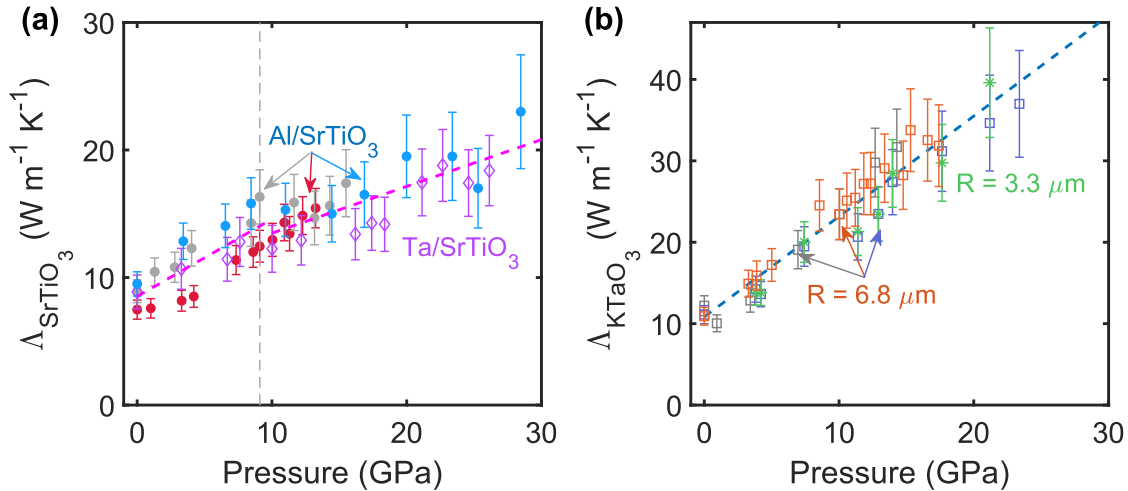 (a)
30
20
10
0
Λ_SrTiO₃ (W m⁻¹ K⁻¹)
Al/SrTiO₃
Ta/SrTiO₃
0 10 20 30
Pressure (GPa)
(b)
40
30
20
10
0
Λ_KTaO₃ (W m⁻¹ K⁻¹)
R = 3.3 μm
R = 6.8 μm
0 10 20 30
Pressure (GPa)